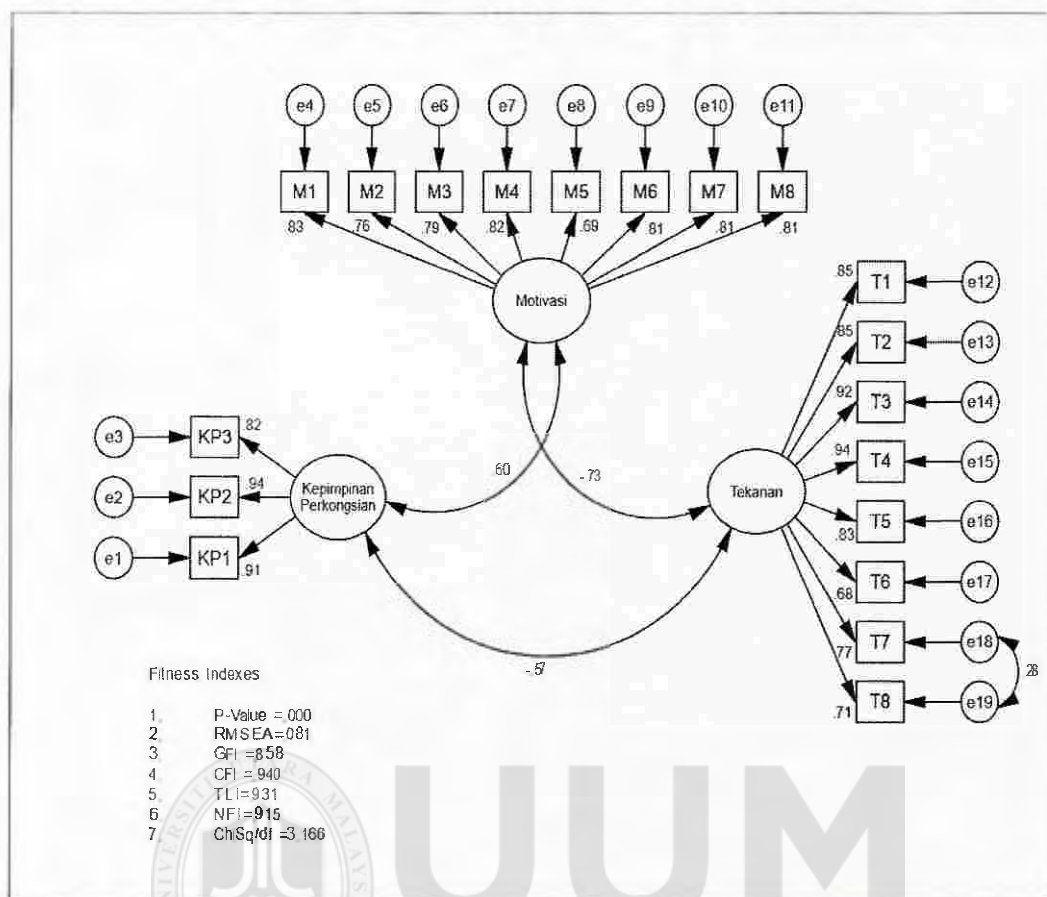 e4 e5 e6 e7 e8 e9 e10 e11
M1 M2 M3 M4 M5 M6 M7 M8
.83 .76 .79 .82 .69 .81 .81 .81
Motivasi
.85 T1 e12
.85 T2 e13
.92 T3 e14
.94 T4 e15
.83 T5 e16
.68 T6 e17
.77 T7 e18
.71 T8 e19
28
Tekanan
e3 KP3 .82
e2 KP2 .94
e1 KP1 .91
Kepimpinan
Perkongsian
.60
-.73
-.57
Fitness Indexes
1. P-Value =.000
2. RMSEA=081
3. GFI =858
4. CFI =940
5. TLI=931
6. NFI=915
7. ChiSq/df =3.166
UUM